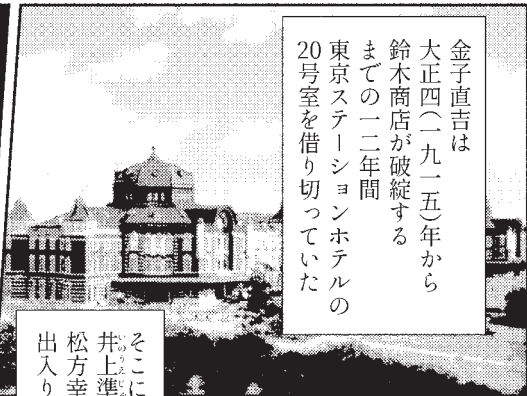 金子直吉は
大正四(一九一五)年から
鈴木商店が破綻する
までの一二年間
東京ステーションホテルの
20号室を借り切っていた
そこに
井上準
松方幸
出入り